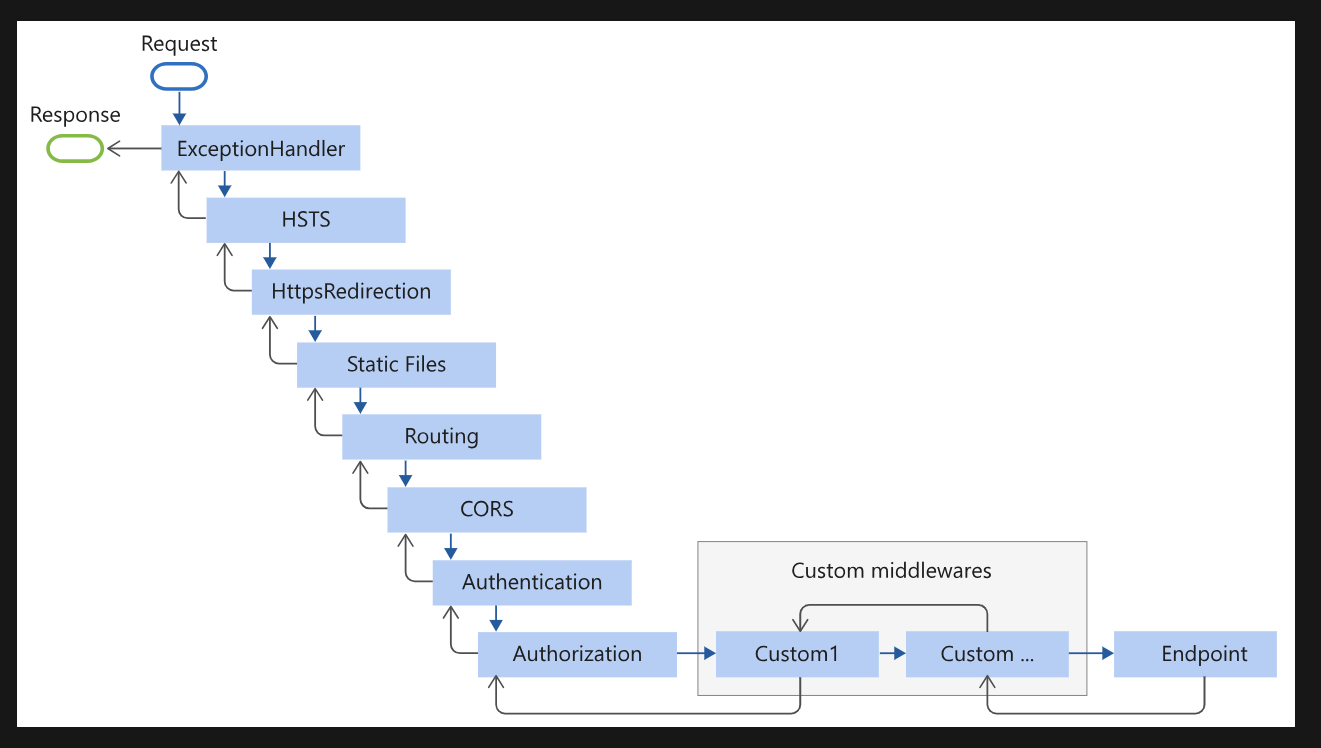 Request
Response
ExceptionHandler
HSTS
HttpsRedirection
Static Files
Routing
CORS
Authentication
Custom middlewares
Authorization
Custom1
Custom ...
Endpoint